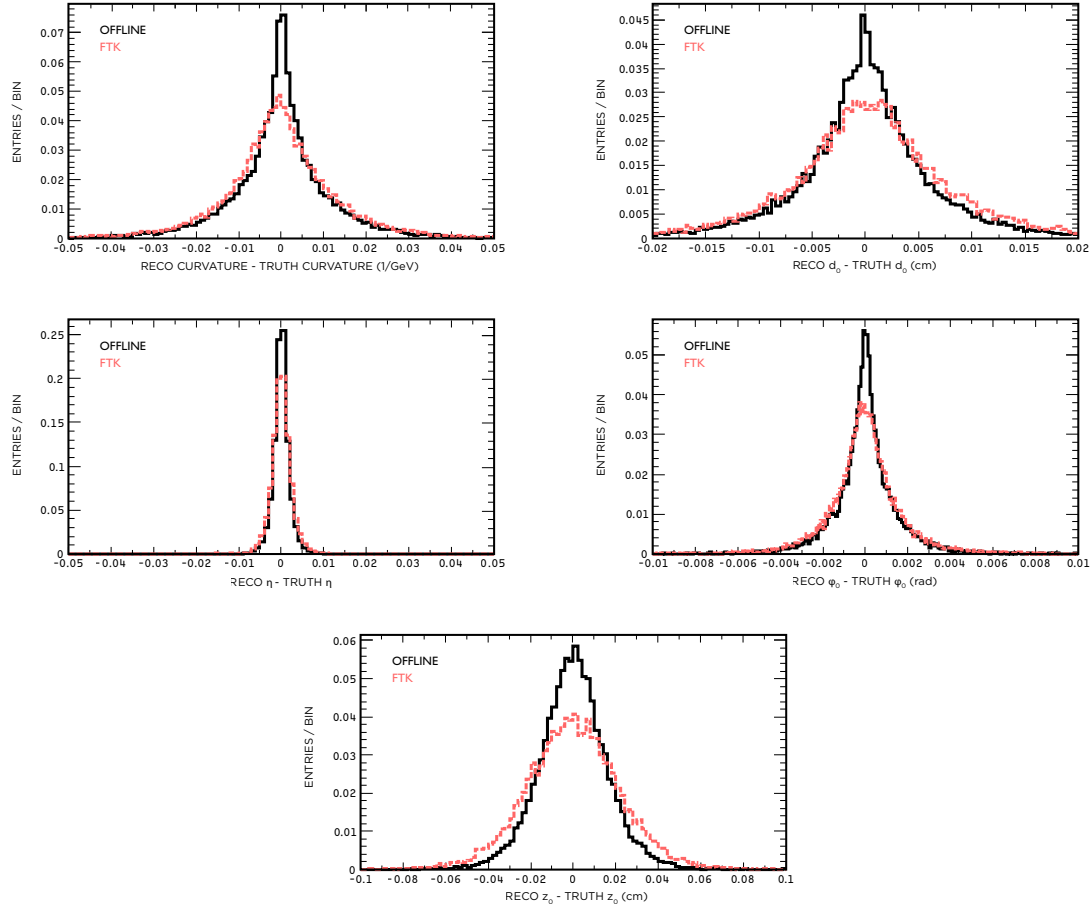 OFFLINE
FTK
ENTRIES / BIN
0.07
0.06
0.05
0.04
0.03
0.02
0.01
0
-0.05 -0.04 -0.03 -0.02 -0.01 0 0.01 0.02 0.03 0.04 0.05
RECO CURVATURE - TRUTH CURVATURE (1/GeV)
OFFLINE
FTK
ENTRIES / BIN
0.045
0.04
0.035
0.03
0.025
0.02
0.015
0.01
0.005
0
-0.02 -0.015 -0.01 -0.005 0 0.005 0.01 0.015 0.02
RECO d₀ - TRUTH d₀ (cm)
OFFLINE
FTK
ENTRIES / BIN
0.25
0.2
0.15
0.1
0.05
0
-0.05 -0.04 -0.03 -0.02 -0.01 0 0.01 0.02 0.03 0.04 0.05
RECO η - TRUTH η
OFFLINE
FTK
ENTRIES / BIN
0.05
0.04
0.03
0.02
0.01
0
-0.01 -0.008 -0.006 -0.004 -0.002 0 0.002 0.004 0.006 0.008 0.01
RECO φ₀ - TRUTH φ₀ (rad)
OFFLINE
FTK
ENTRIES / BIN
0.06
0.05
0.04
0.03
0.02
0.01
0
-0.1 -0.08 -0.06 -0.04 -0.02 0 0.02 0.04 0.06 0.08 0.1
RECO z₀ - TRUTH z₀ (cm)